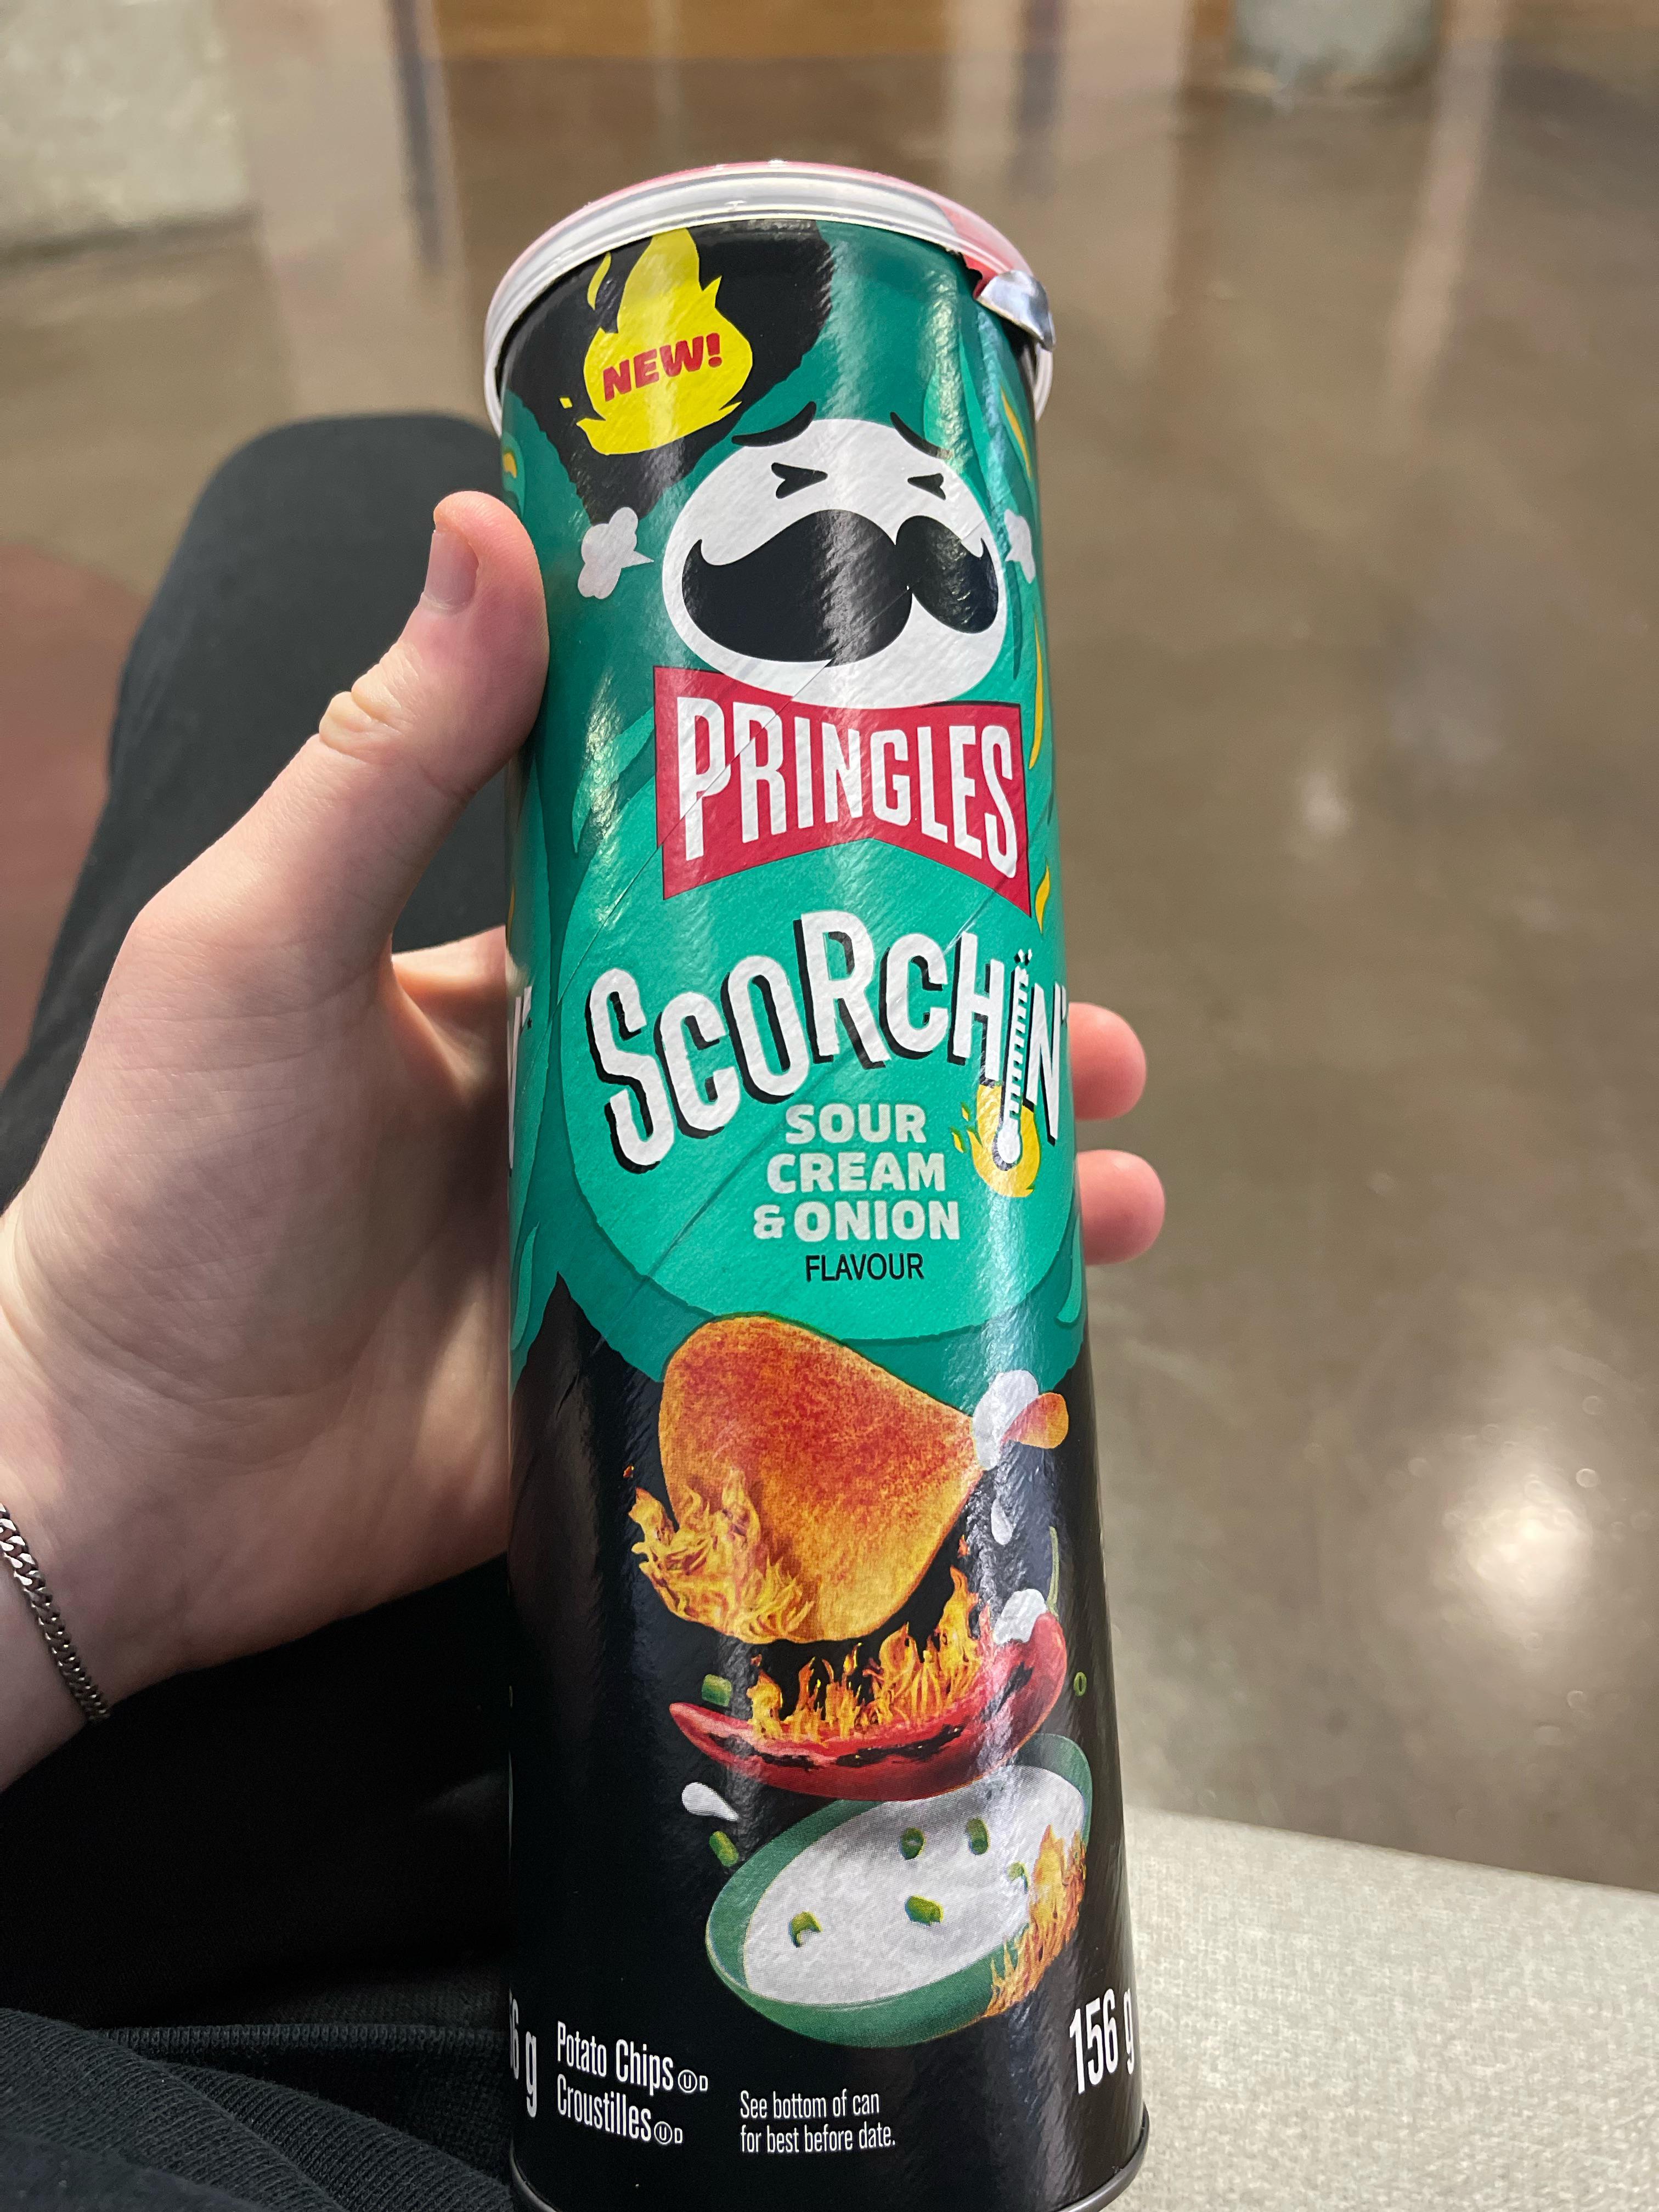 NEW!
PRINGLES
SCORCHIN'
SOUR
CREAM
& ONION
FLAVOUR
156 g
Potato Chips Ⓤ D
Croustilles Ⓤ D
See bottom of can
for best before date.